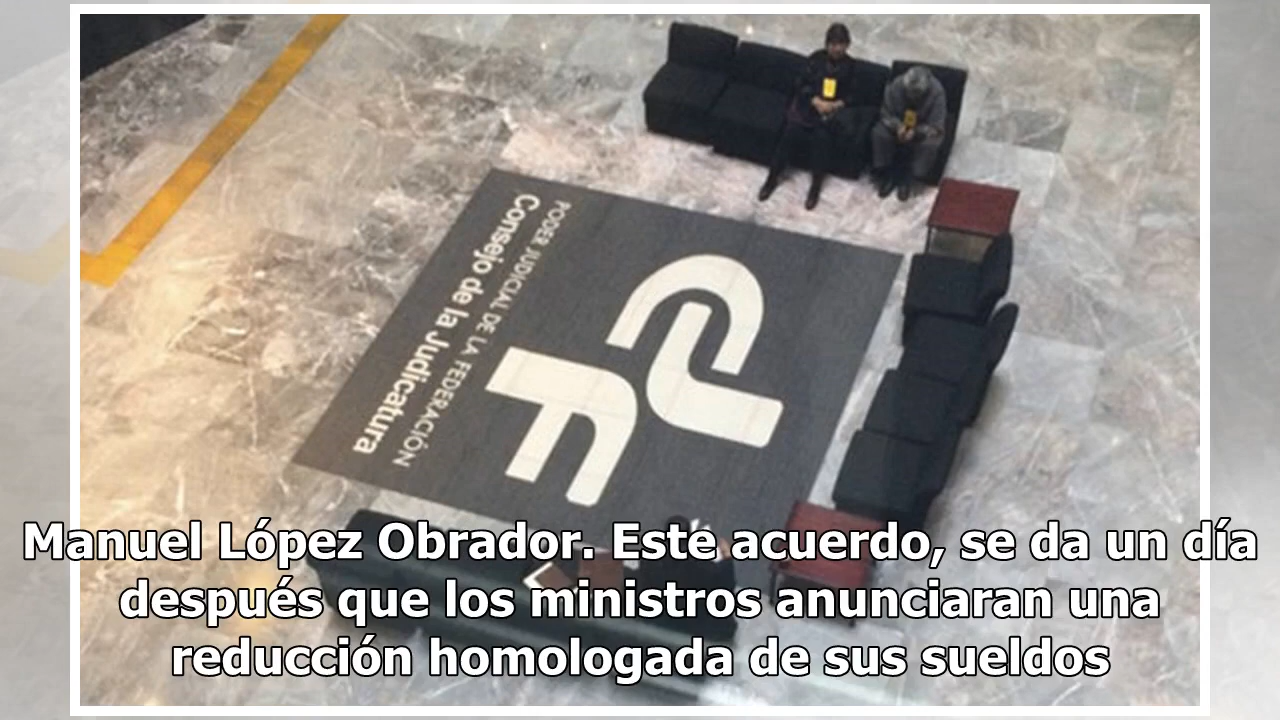 PJF
PODER JUDICIAL DE LA FEDERACIÓN
Consejo de la Judicatura
Manuel López Obrador. Este acuerdo, se da un día
después que los ministros anunciaran una
reducción homologada de sus sueldos